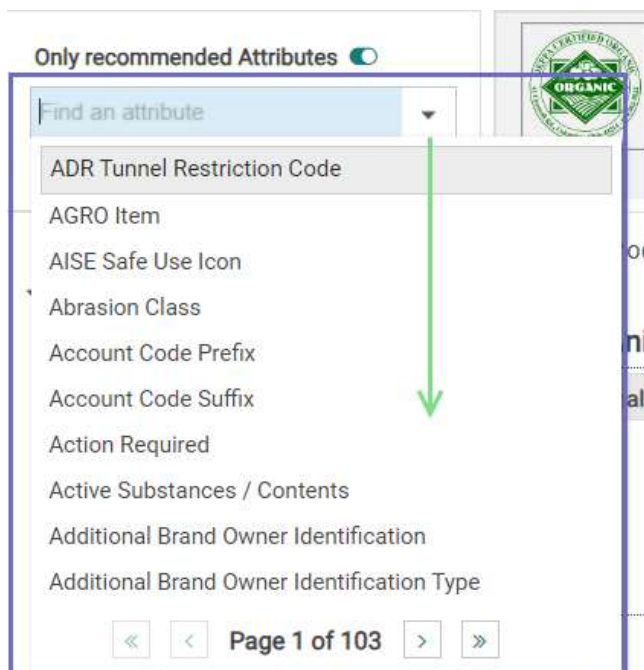 Only recommended Attributes
Find an attribute
ORGANIC
ADR Tunnel Restriction Code
AGRO Item
AISE Safe Use Icon
Abrasion Class
Account Code Prefix
Account Code Suffix
Action Required
Active Substances / Contents
Additional Brand Owner Identification
Additional Brand Owner Identification Type
« ‹ Page 1 of 103 › »